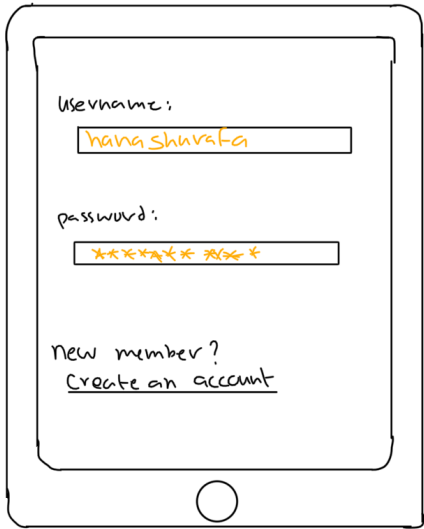 username:
hanashurafa
password:
***********
new member?
Create an account